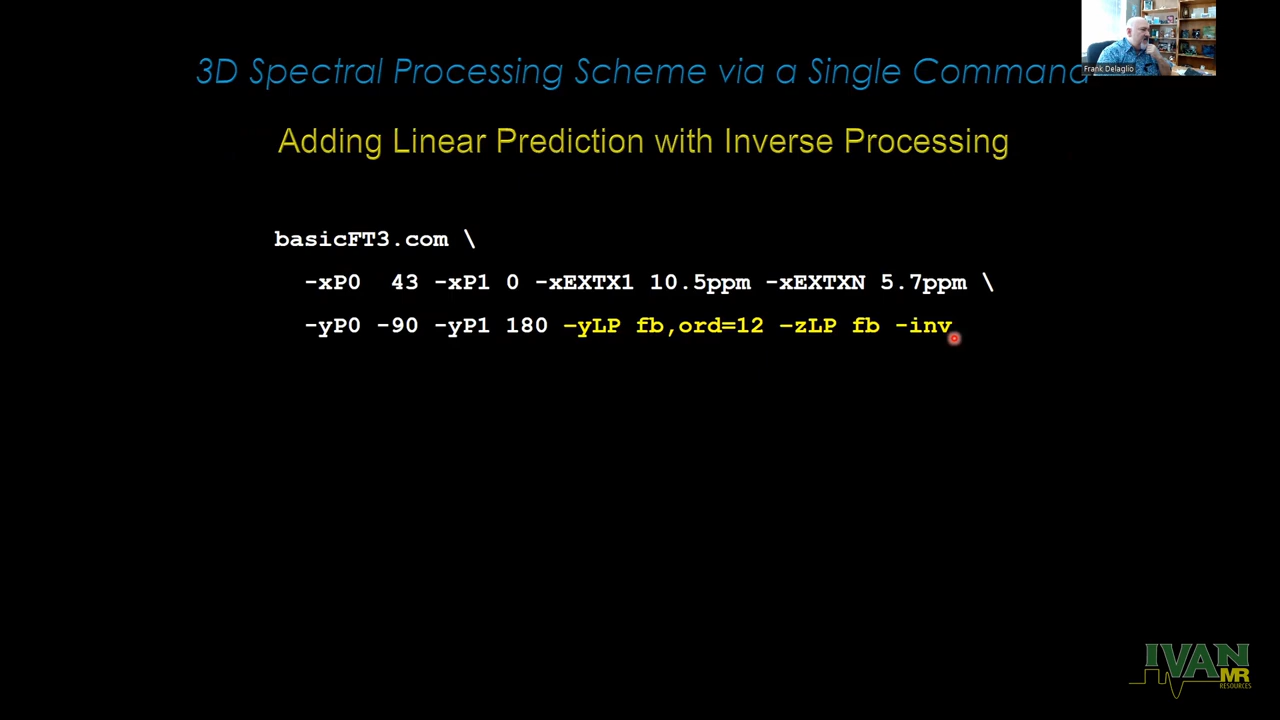 3D Spectral Processing Scheme via a Single Command
Frank Delaglio
Adding Linear Prediction with Inverse Processing
basicFT3.com \
-xP0 43 -xP1 0 -xEXTX1 10.5ppm -xEXTXN 5.7ppm \
-yP0 -90 -yP1 180 –yLP fb,ord=12 –zLP fb -inv
IVAN
MR
RESOURCES